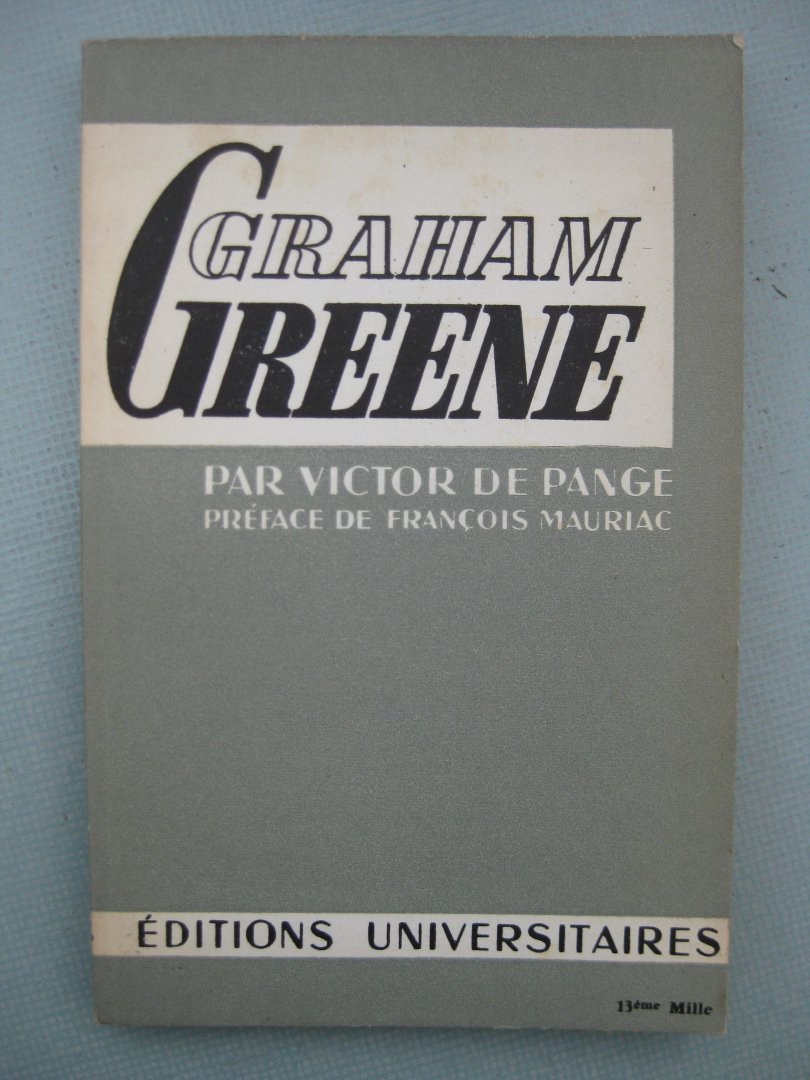 GRAHAM
GREENE
PAR VICTOR DE PANGE
PRÉFACE DE FRANÇOIS MAURIAC
ÉDITIONS UNIVERSITAIRES
13ème Mille